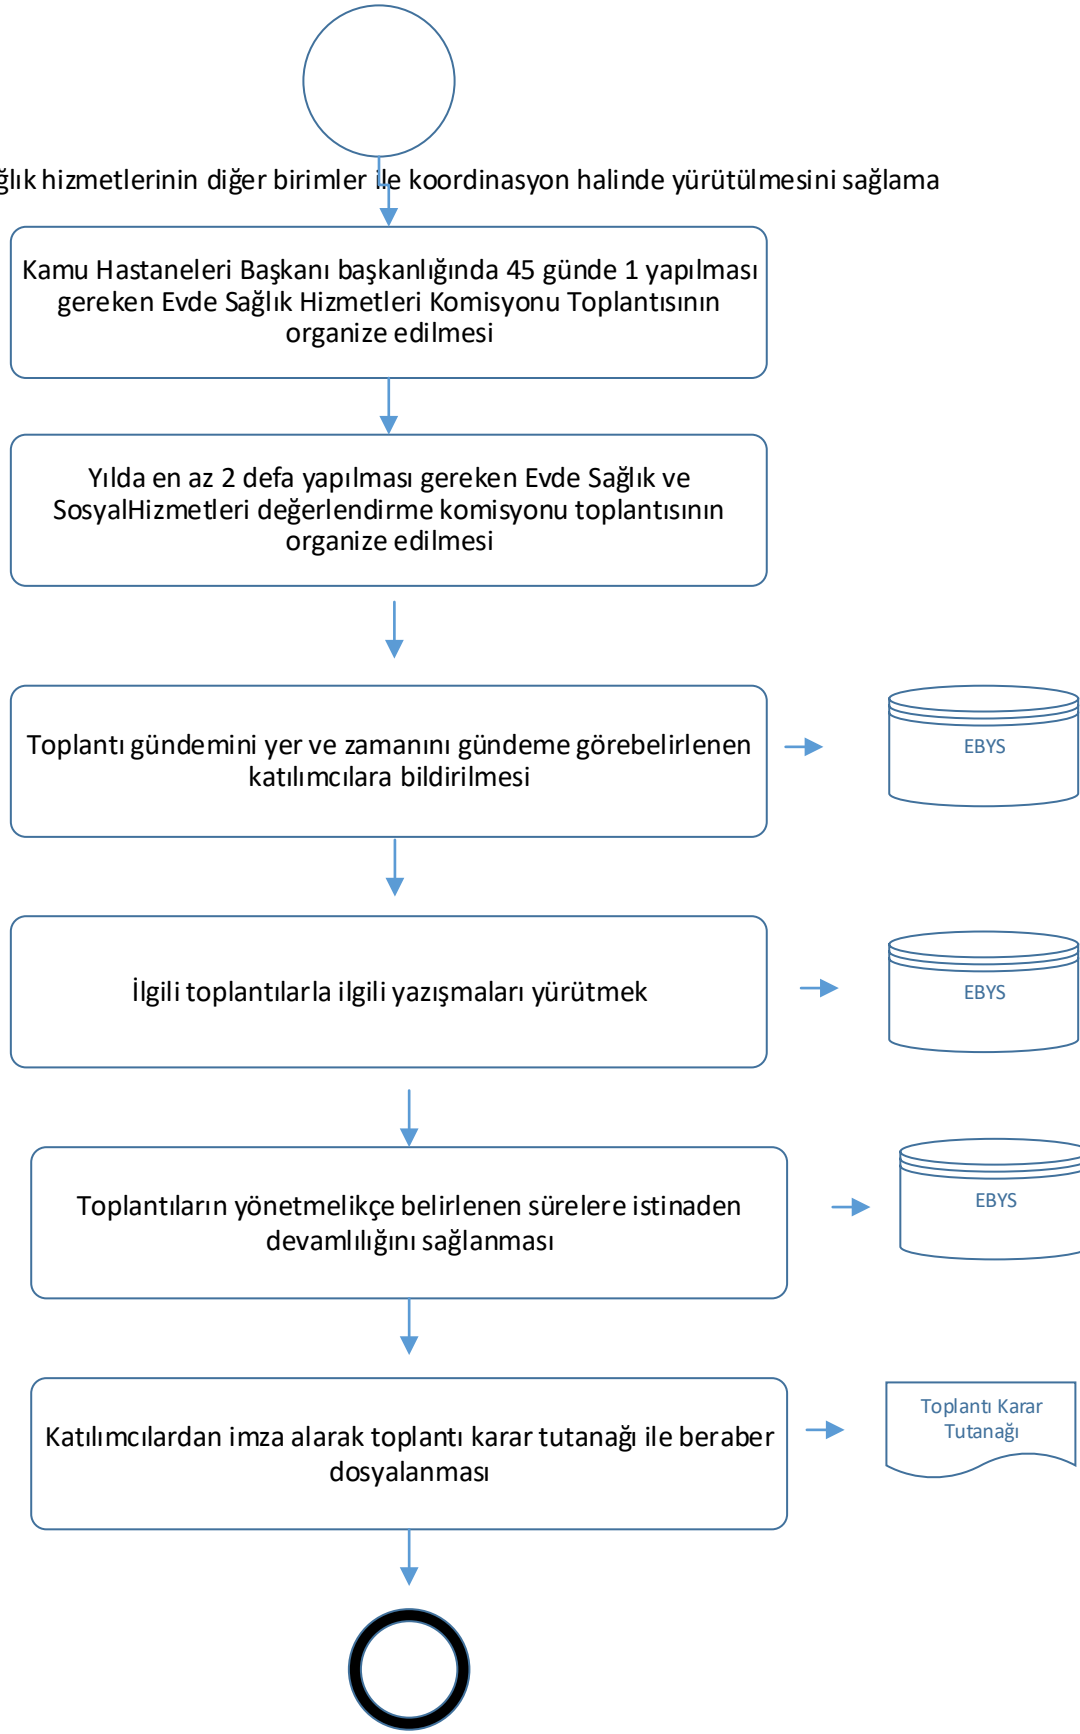 hizmetlerinin diğer birimler ile koordinasyon halinde yürütülmesini sağlama
Kamu Hastaneleri Başkanı başkanlığında 45 günde 1 yapılması
gereken Evde Sağlık Hizmetleri Komisyonu Toplantısının
organize edilmesi
Yılda en az 2 defa yapılması gereken Evde Sağlık ve
SosyalHizmetleri değerlendirme komisyonu toplantısının
organize edilmesi
Toplantı gündemini yer ve zamanını gündeme görebelirlenen
katılımcılara bildirilmesi
EBYS
İlgili toplantılarla ilgili yazışmaları yürütmek
EBYS
Toplantıların yönetmelikçe belirlenen sürelere istinaden
devamlılığını sağlanması
EBYS
Katılımcılardan imza alarak toplantı karar tutanağı ile beraber
dosyalanması
Toplantı Karar
Tutanağı